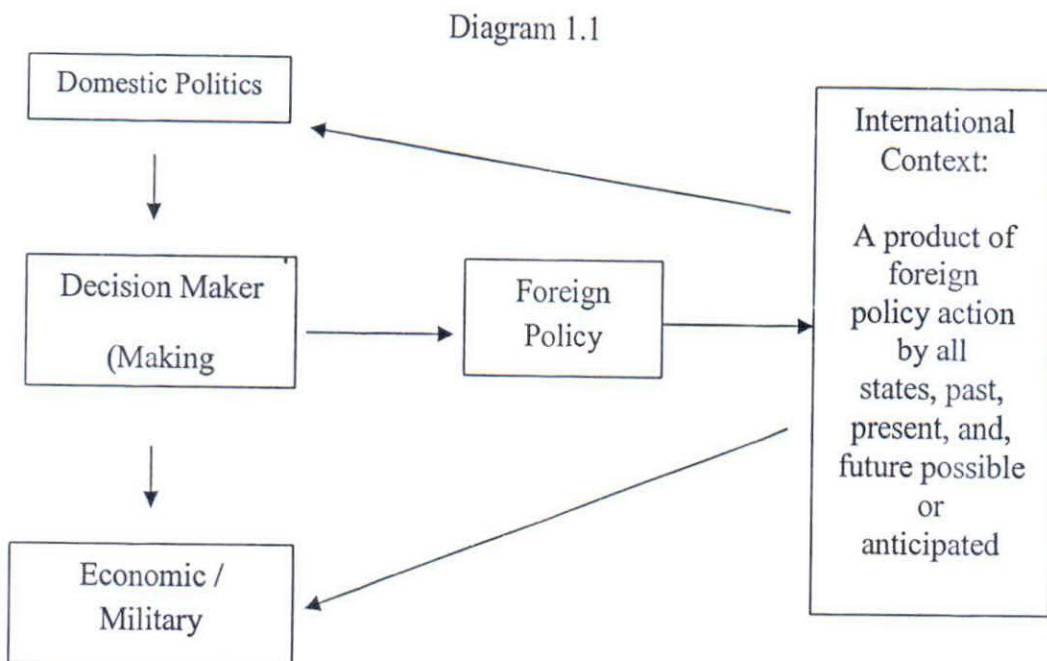 Diagram 1.1
Domestic Politics
Decision Maker
(Making
Foreign
Policy
Economic /
Military
International
Context:
A product of
foreign
policy action
by all
states, past,
present, and,
future possible
or
anticipated